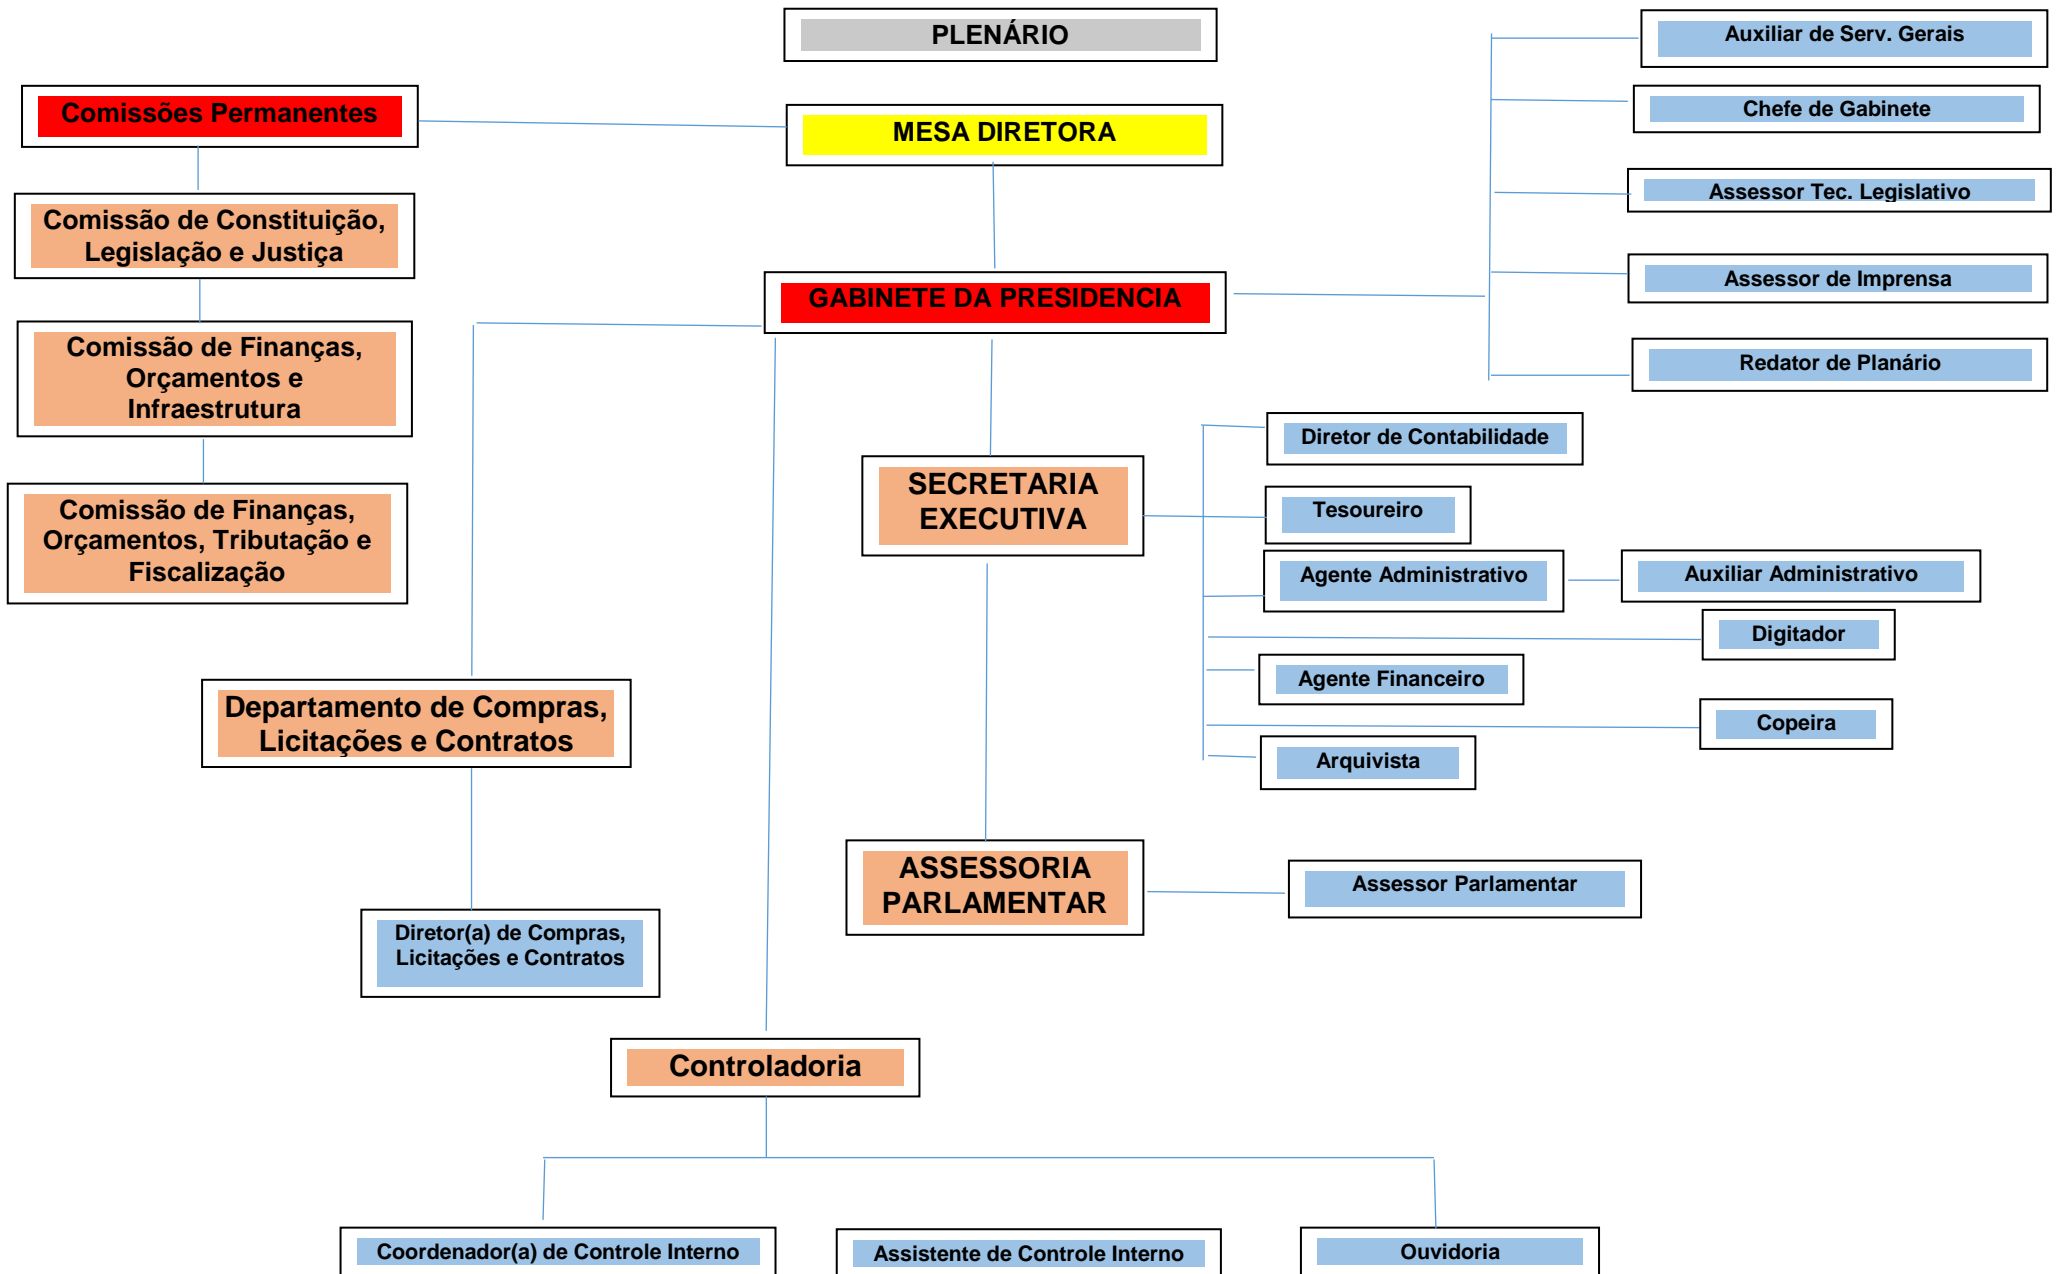 PLENÁRIO
Auxiliar de Serv. Gerais
Comissões Permanentes
MESA DIRETORA
Chefe de Gabinete
Assessor Tec. Legislativo
Comissão de Constituição,
Legislação e Justiça
GABINETE DA PRESIDENCIA
Assessor de Imprensa
Comissão de Finanças,
Orçamentos e
Infraestrutura
Redator de Planário
Diretor de Contabilidade
SECRETARIA
EXECUTIVA
Tesoureiro
Comissão de Finanças,
Orçamentos, Tributação e
Fiscalização
Agente Administrativo
Auxiliar Administrativo
Digitador
Agente Financeiro
Departamento de Compras,
Licitações e Contratos
Copeira
Arquivista
ASSESSORIA
PARLAMENTAR
Assessor Parlamentar
Diretor(a) de Compras,
Licitações e Contratos
Controladoria
Coordenador(a) de Controle Interno
Assistente de Controle Interno
Ouvidoria